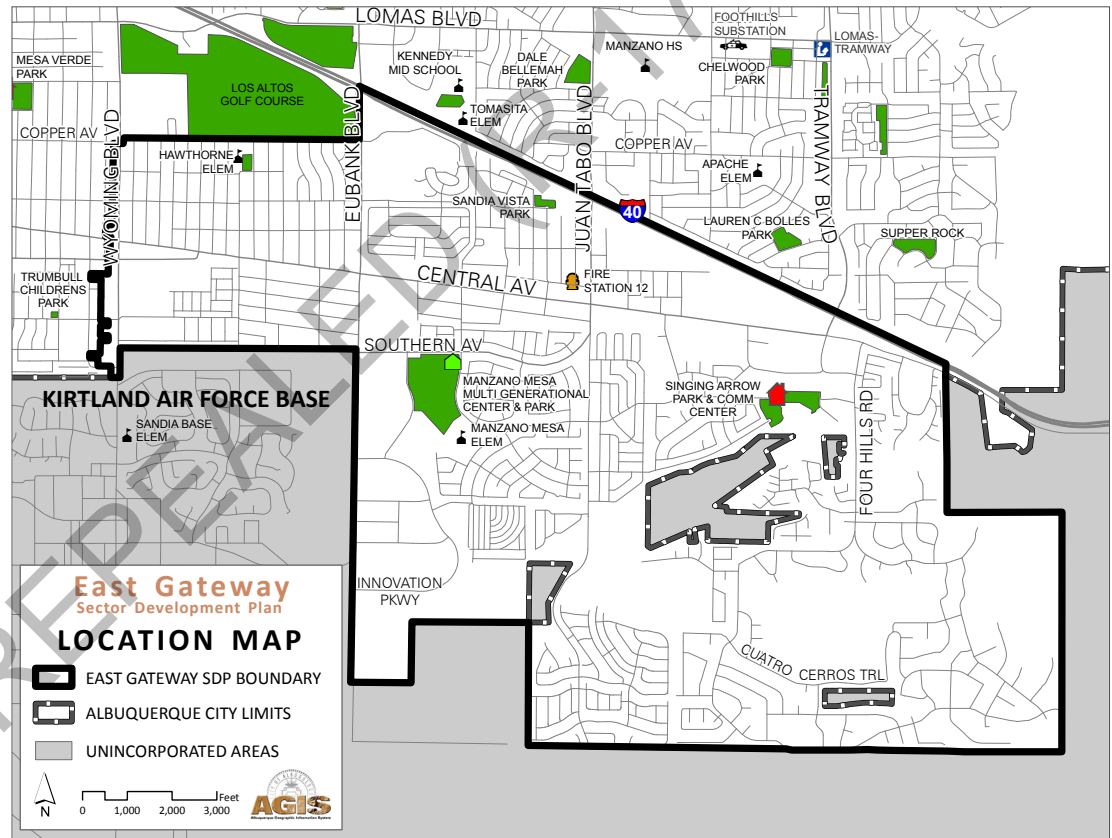 LOMAS BLVD
FOOTHILLS
SUBSTATION
LOMAS-
TRAMWAY
MESA VERDE
PARK
KENNEDY
MID SCHOOL
DALE
BELLEMAH
PARK
MANZANO HS
CHELWOOD
PARK
LOS ALTOS
GOLF COURSE
TOMASITA
ELEM
COPPER AV
COPPER AV
WYOMING BLVD
EUBANK BLVD
JUAN TABO BLVD
TRAMWAY BLVD
HAWTHORNE
ELEM
APACHE
ELEM
SANDIA VISTA
PARK
40
LAUREN C BOLLES
PARK
SUPPER ROCK
TRUMBULL
CHILDRENS
PARK
CENTRAL AV
FIRE
STATION 12
SOUTHERN AV
KIRTLAND AIR FORCE BASE
SANDIA BASE
ELEM
MANZANO MESA
MULTI GENERATIONAL
CENTER & PARK
MANZANO MESA
ELEM
SINGING ARROW
PARK & COMM
CENTER
FOUR HILLS RD
INNOVATION
PKWY
CUATRO CERROS TRL
East Gateway
Sector Development Plan
LOCATION MAP
EAST GATEWAY SDP BOUNDARY
ALBUQUERQUE CITY LIMITS
UNINCORPORATED AREAS
N
0 1,000 2,000 3,000
Feet
AGIS
Albuquerque Geographic Information System
REPEALED (R-17